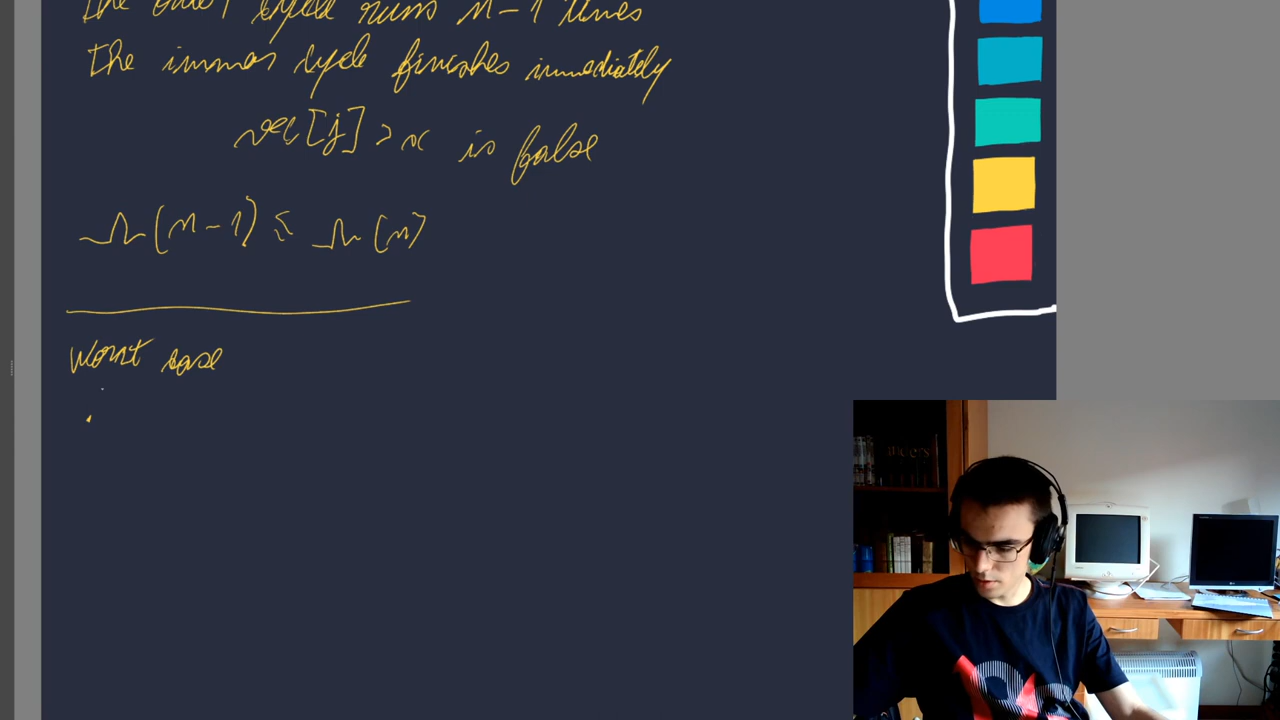 The outer cycle runs n-1 times
The inner cycle finishes immediately
vec[j] > x is false
Ω(n-1) ≤ Ω(n)
Worst case